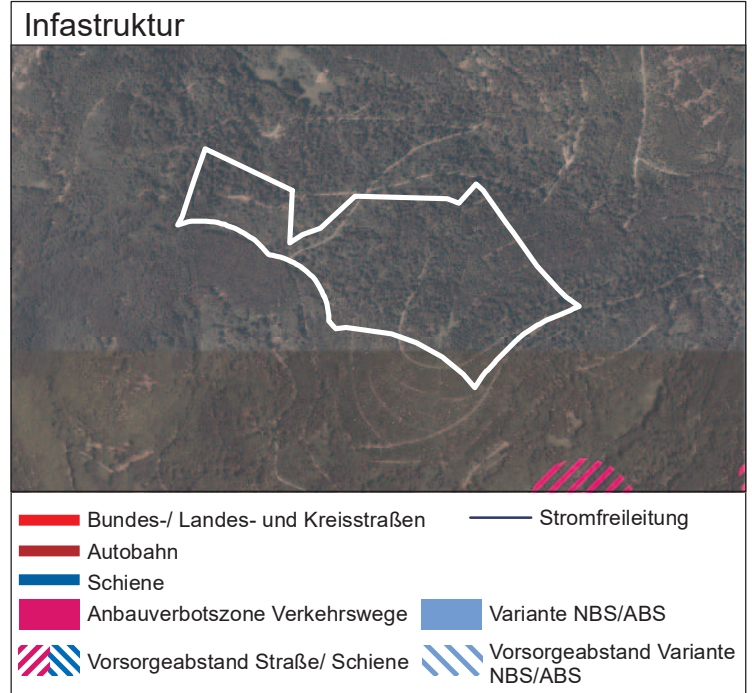 Infastruktur
Bundes-/ Landes- und Kreisstraßen
Stromfreileitung
Autobahn
Schiene
Anbauverbotszone Verkehrswege
Variante NBS/ABS
Vorsorgeabstand Straße/ Schiene
Vorsorgeabstand Variante
NBS/ABS